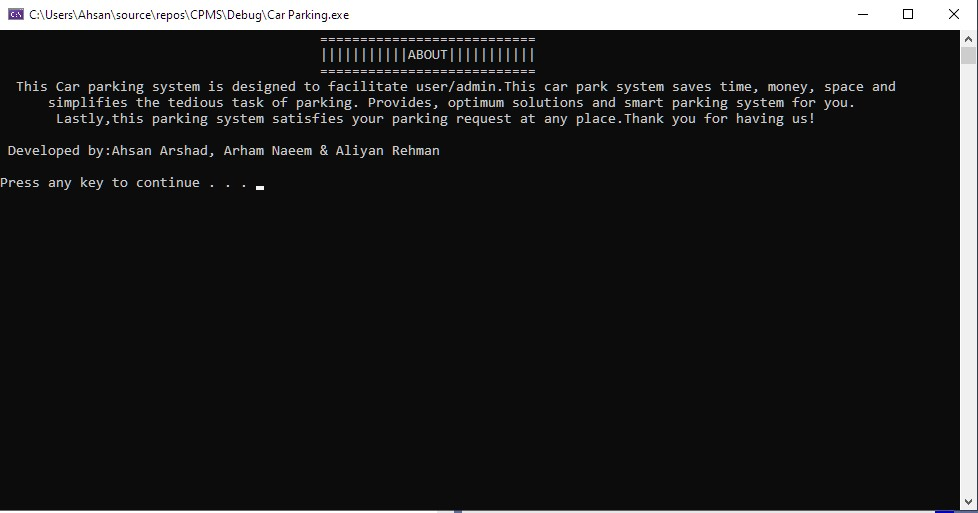 C:\Users\Ahsan\source\repos\CPMS\Debug\Car Parking.exe
===========================
|||||||||||ABOUT|||||||||||
===========================
This Car parking system is designed to facilitate user/admin.This car park system saves time, money, space and
simplifies the tedious task of parking. Provides, optimum solutions and smart parking system for you.
Lastly,this parking system satisfies your parking request at any place.Thank you for having us!
Developed by:Ahsan Arshad, Arham Naeem & Aliyan Rehman
Press any key to continue . . .